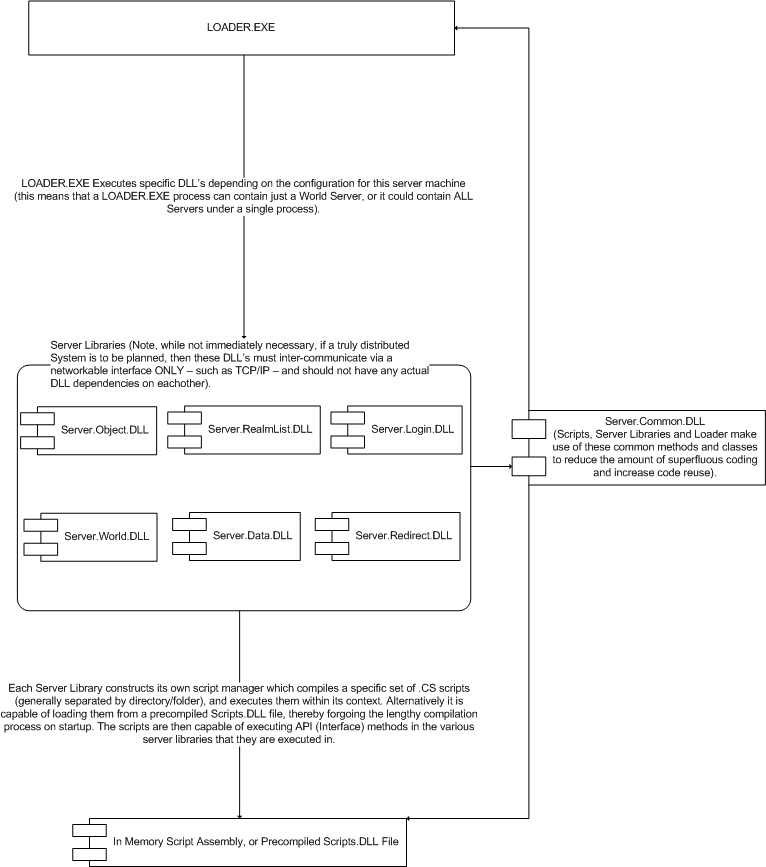 LOADER.EXE
LOADER.EXE Executes specific DLL's depending on the configuration for this server machine
(this means that a LOADER.EXE process can contain just a World Server, or it could contain ALL
Servers under a single process).
Server Libraries (Note, while not immediately necessary, if a truly distributed
System is to be planned, then these DLL's must inter-communicate via a
networkable interface ONLY – such as TCP/IP – and should not have any actual
DLL dependencies on eachother).
Server.Object.DLL
Server.RealmList.DLL
Server.Login.DLL
Server.World.DLL
Server.Data.DLL
Server.Redirect.DLL
Server.Common.DLL
(Scripts, Server Libraries and Loader make
use of these common methods and classes
to reduce the amount of superfluous coding
and increase code reuse).
Each Server Library constructs its own script manager which compiles a specific set of .CS scripts
(generally separated by directory/folder), and executes them within its context. Alternatively it is
capable of loading them from a precompiled Scripts.DLL file, thereby forgoing the lengthy compilation
process on startup. The scripts are then capable of executing API (Interface) methods in the various
server libraries that they are executed in.
In Memory Script Assembly, or Precompiled Scripts.DLL File